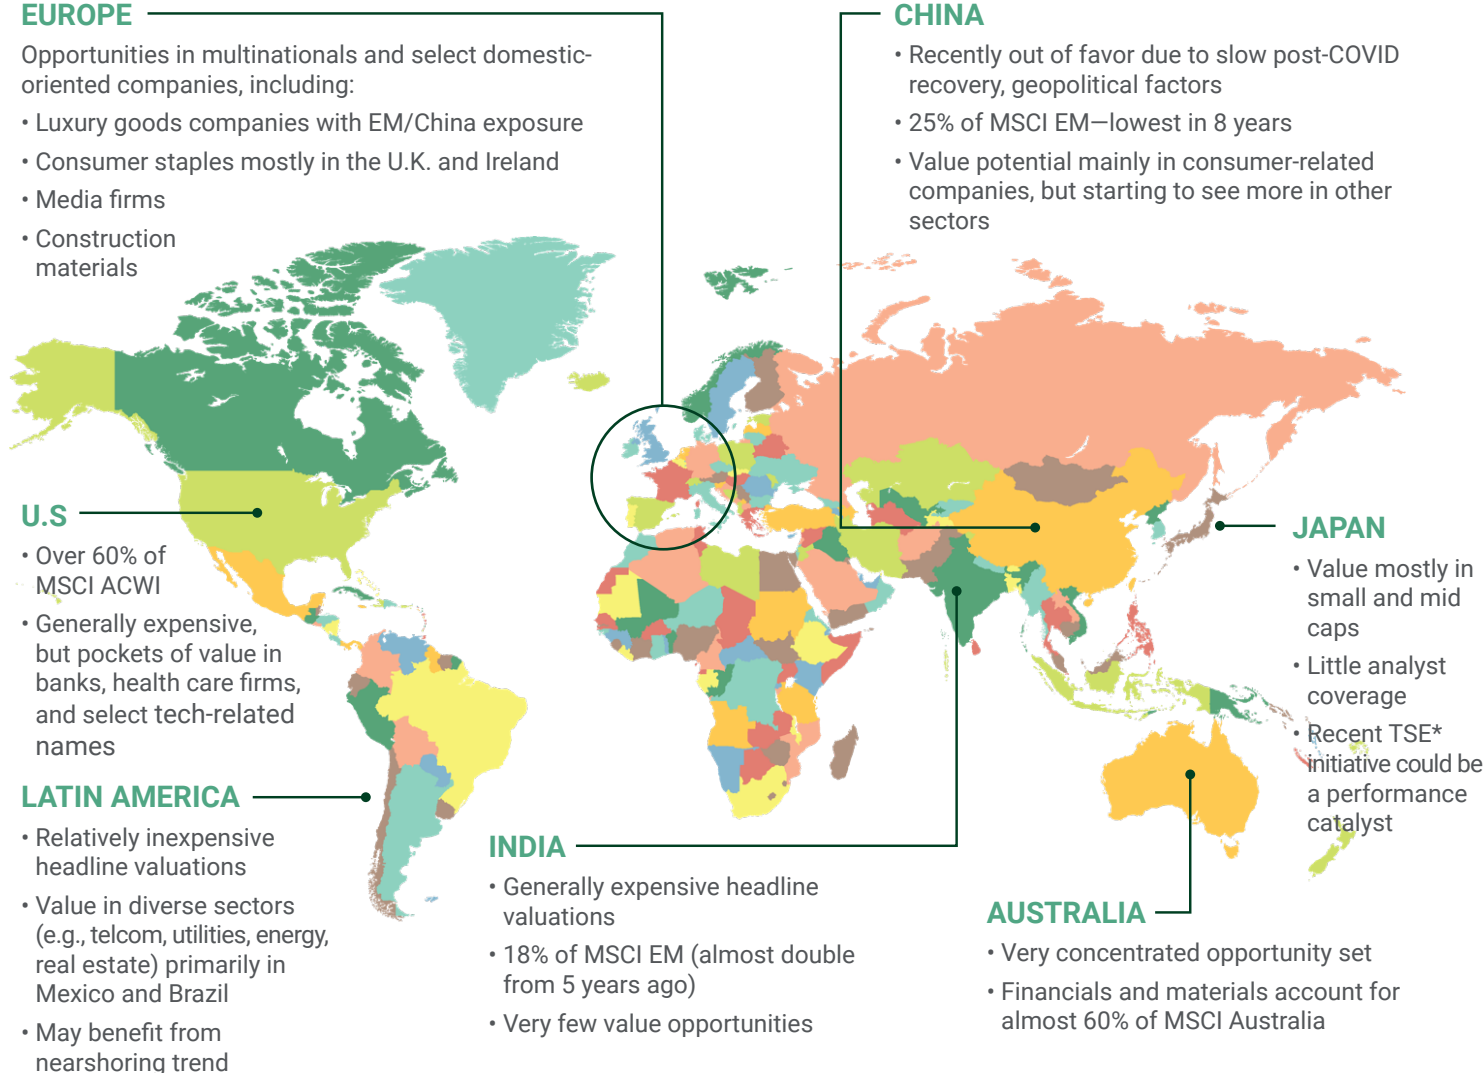 EUROPE
Opportunities in multinationals and select domestic-
oriented companies, including:
• Luxury goods companies with EM/China exposure
• Consumer staples mostly in the U.K. and Ireland
• Media firms
• Construction
materials
CHINA
• Recently out of favor due to slow post-COVID
recovery, geopolitical factors
• 25% of MSCI EM—lowest in 8 years
• Value potential mainly in consumer-related
companies, but starting to see more in other
sectors
U.S
• Over 60% of
MSCI ACWI
• Generally expensive,
but pockets of value in
banks, health care firms,
and select tech-related
names
JAPAN
• Value mostly in
small and mid
caps
• Little analyst
coverage
• Recent TSE*
initiative could be
a performance
catalyst
LATIN AMERICA
• Relatively inexpensive
headline valuations
• Value in diverse sectors
(e.g., telcom, utilities, energy,
real estate) primarily in
Mexico and Brazil
• May benefit from
nearshoring trend
INDIA
• Generally expensive headline
valuations
• 18% of MSCI EM (almost double
from 5 years ago)
• Very few value opportunities
AUSTRALIA
• Very concentrated opportunity set
• Financials and materials account for
almost 60% of MSCI Australia